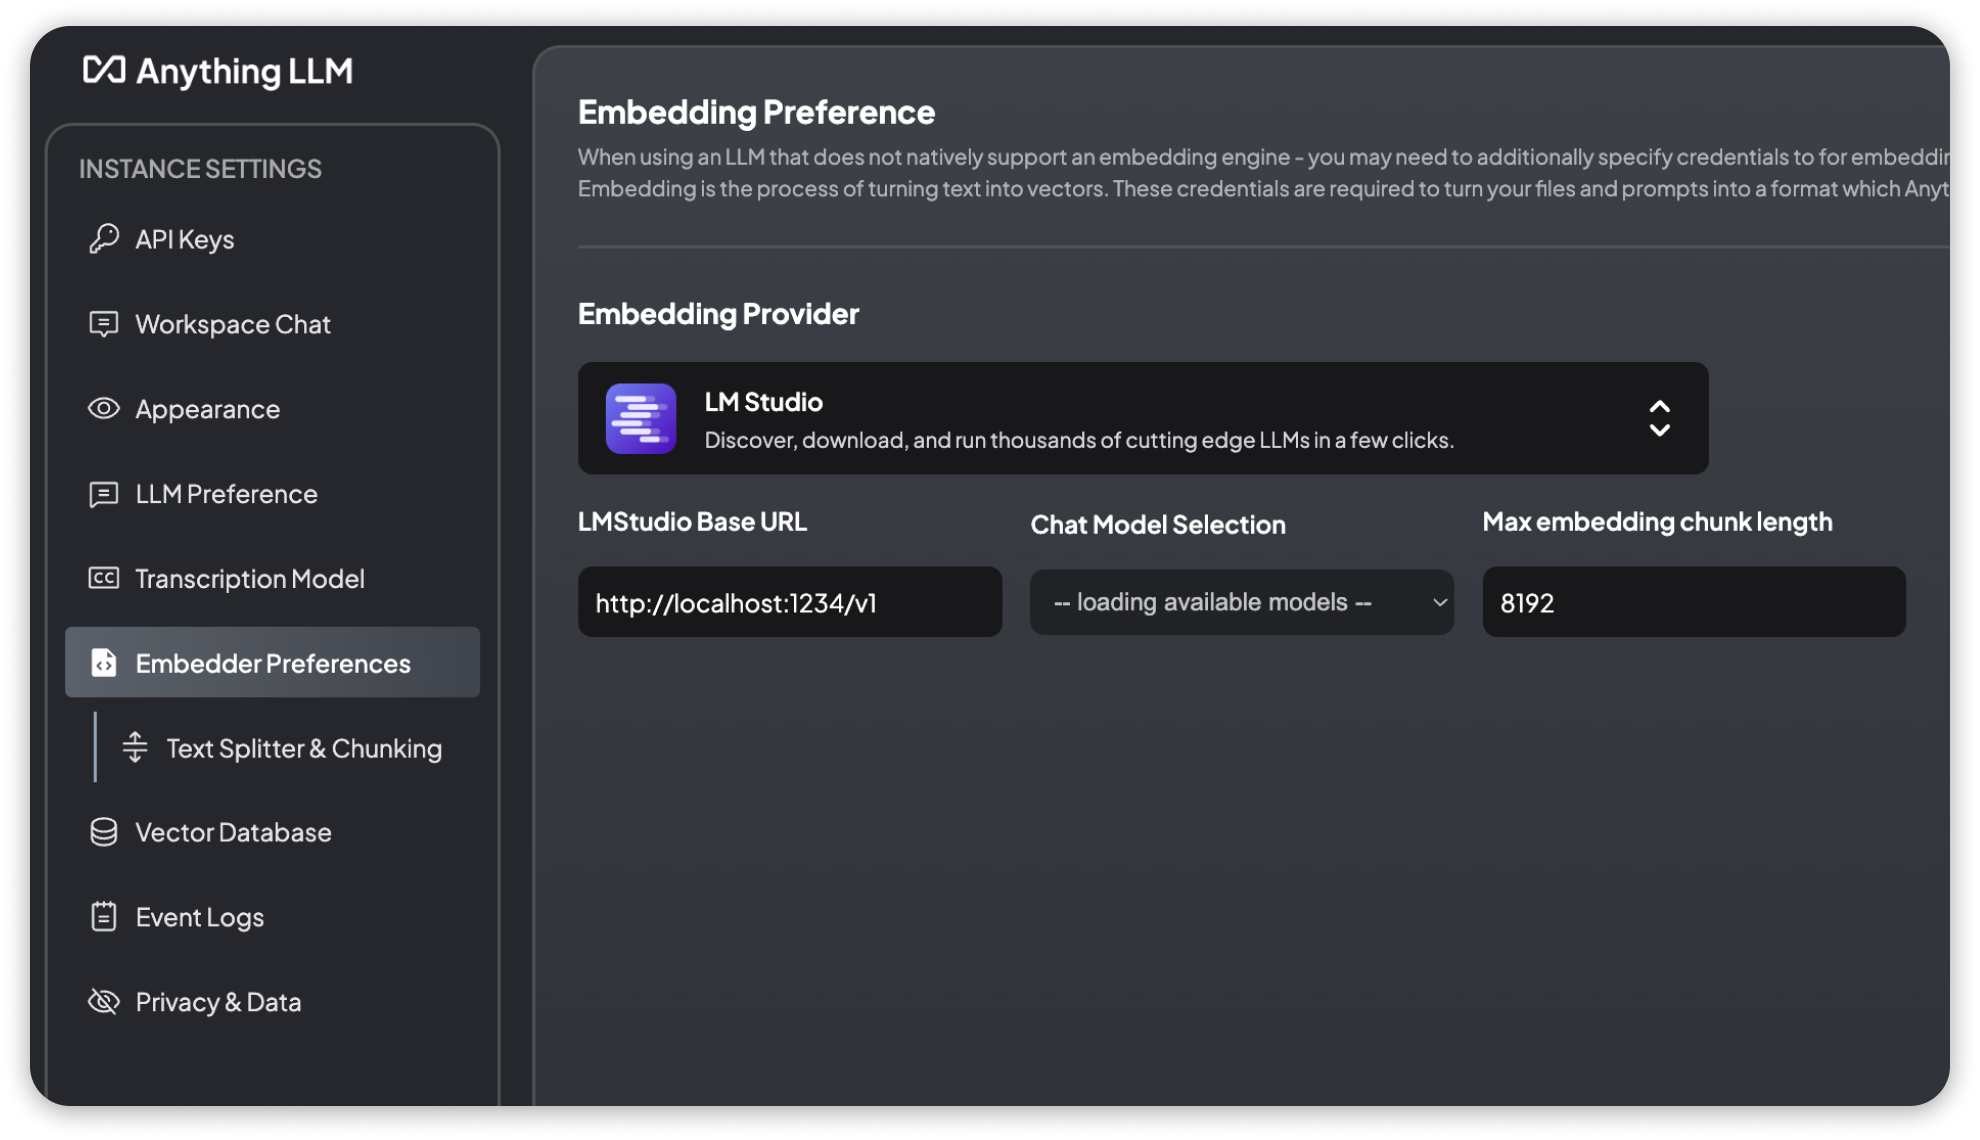 Anything LLM
INSTANCE SETTINGS
API Keys
Workspace Chat
Appearance
LLM Preference
Transcription Model
Embedder Preferences
Text Splitter & Chunking
Vector Database
Event Logs
Privacy & Data
Embedding Preference
When using an LLM that does not natively support an embedding engine - you may need to additionally specify credentials to for
Embedding is the process of turning text into vectors. These credentials are required to turn your files and prompts into a format which
Embedding Provider
LM Studio
Discover, download, and run thousands of cutting edge LLMs in a few clicks.
LMStudio Base URL
http://localhost:1234/v1
Chat Model Selection
-- loading available models --
Max embedding chunk length
8192